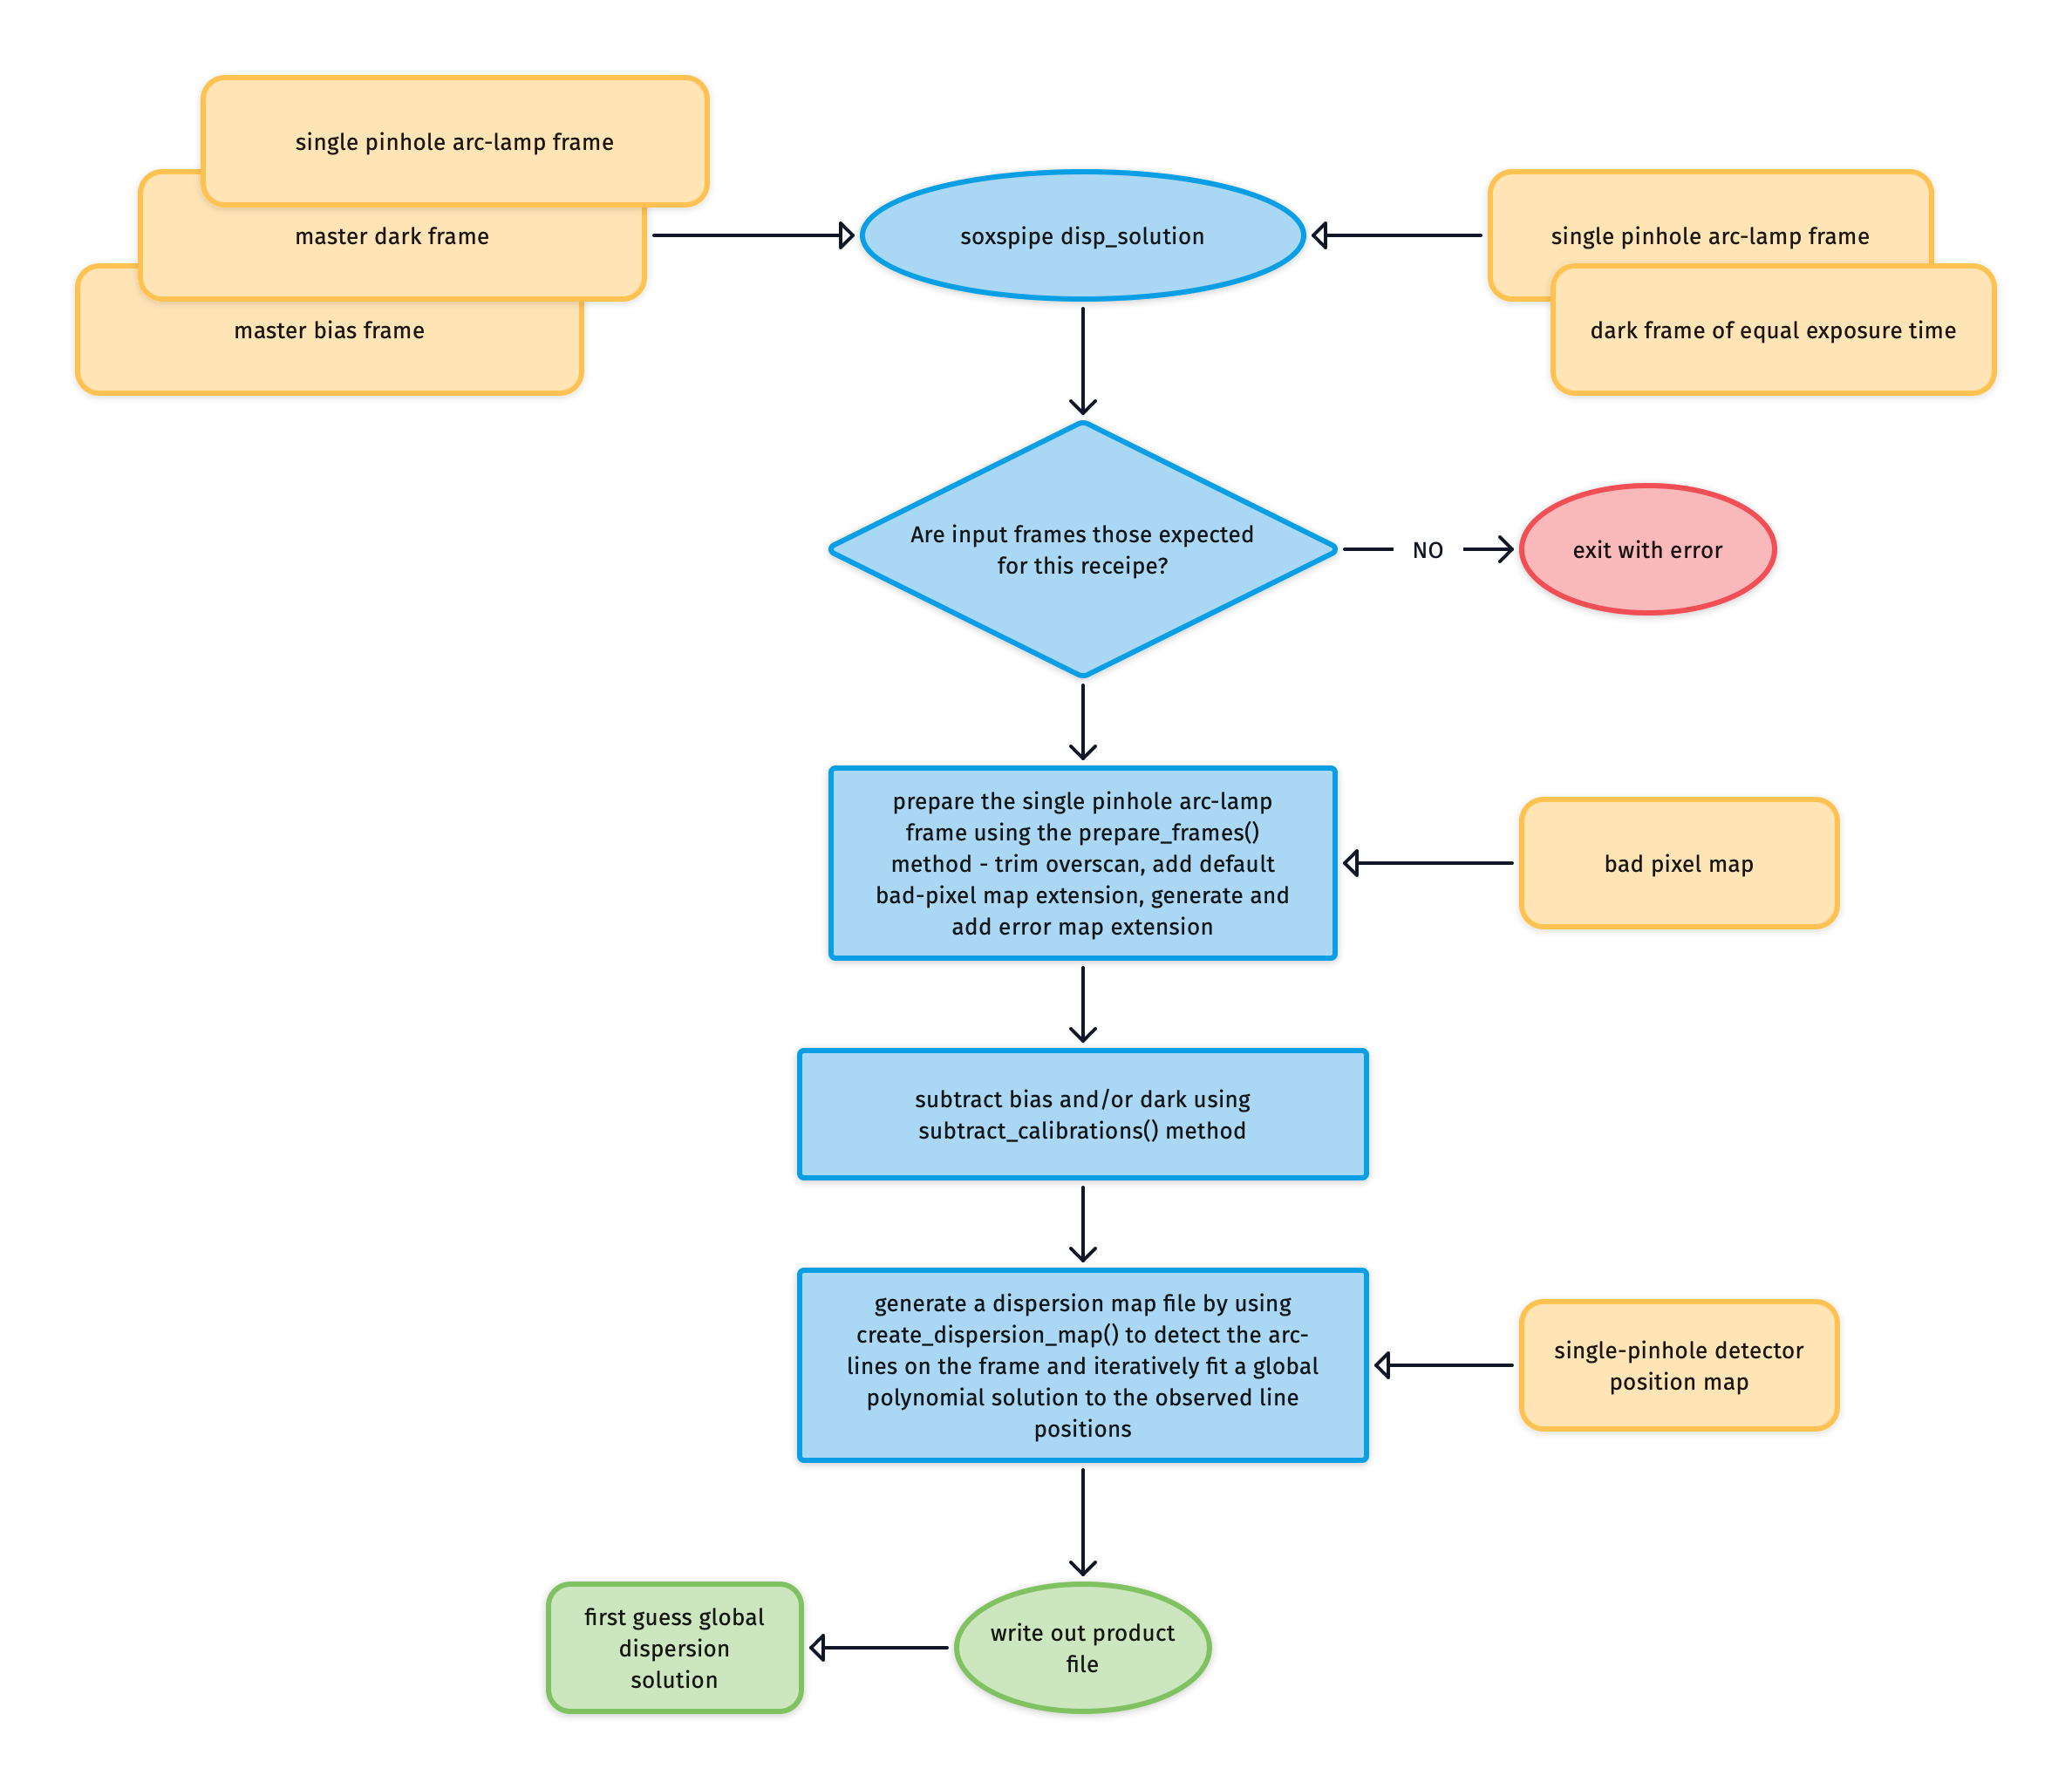 single pinhole arc-lamp frame
master dark frame
master bias frame
soxspipe disp_solution
single pinhole arc-lamp frame
dark frame of equal exposure time
Are input frames those expected
for this receipe?
NO
exit with error
prepare the single pinhole arc-lamp
frame using the prepare_frames()
method - trim overscan, add default
bad-pixel map extension, generate and
add error map extension
bad pixel map
subtract bias and/or dark using
subtract_calibrations() method
generate a dispersion map file by using
create_dispersion_map() to detect the arc-
lines on the frame and iteratively fit a global
polynomial solution to the observed line
positions
single-pinhole detector
position map
first guess global
dispersion
solution
write out product
file